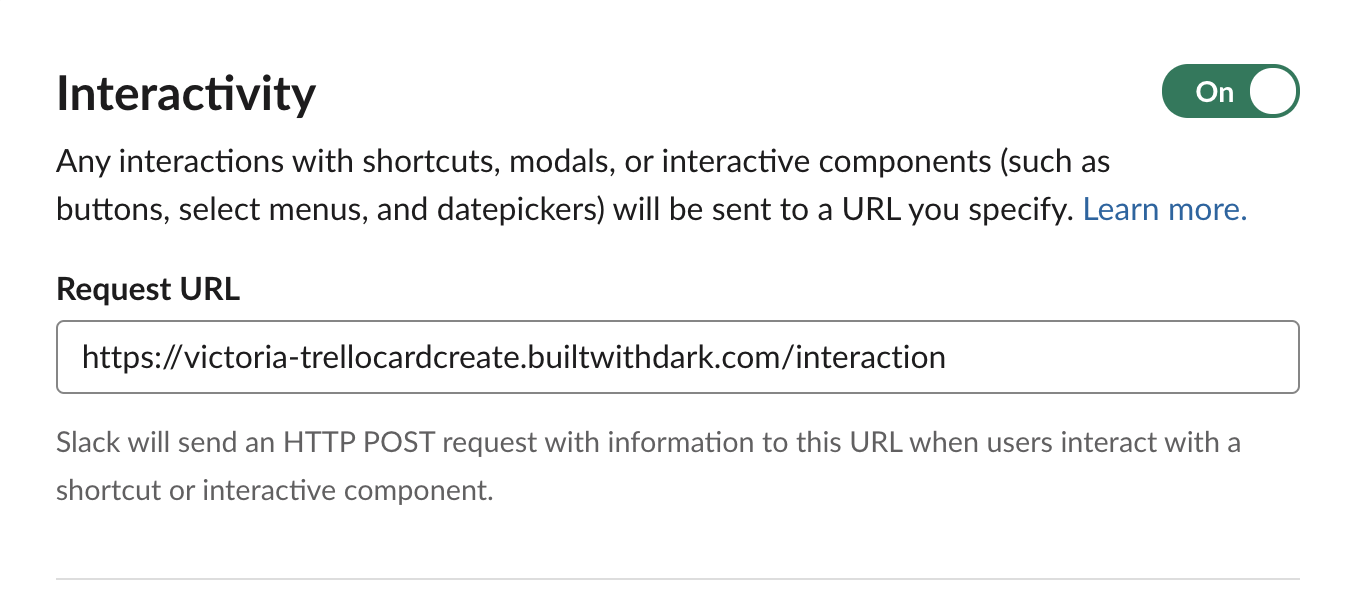 Interactivity
On
Any interactions with shortcuts, modals, or interactive components (such as
buttons, select menus, and datepickers) will be sent to a URL you specify. Learn more.
Request URL
https://victoria-trellocardcreate.builtwithdark.com/interaction
Slack will send an HTTP POST request with information to this URL when users interact with a
shortcut or interactive component.